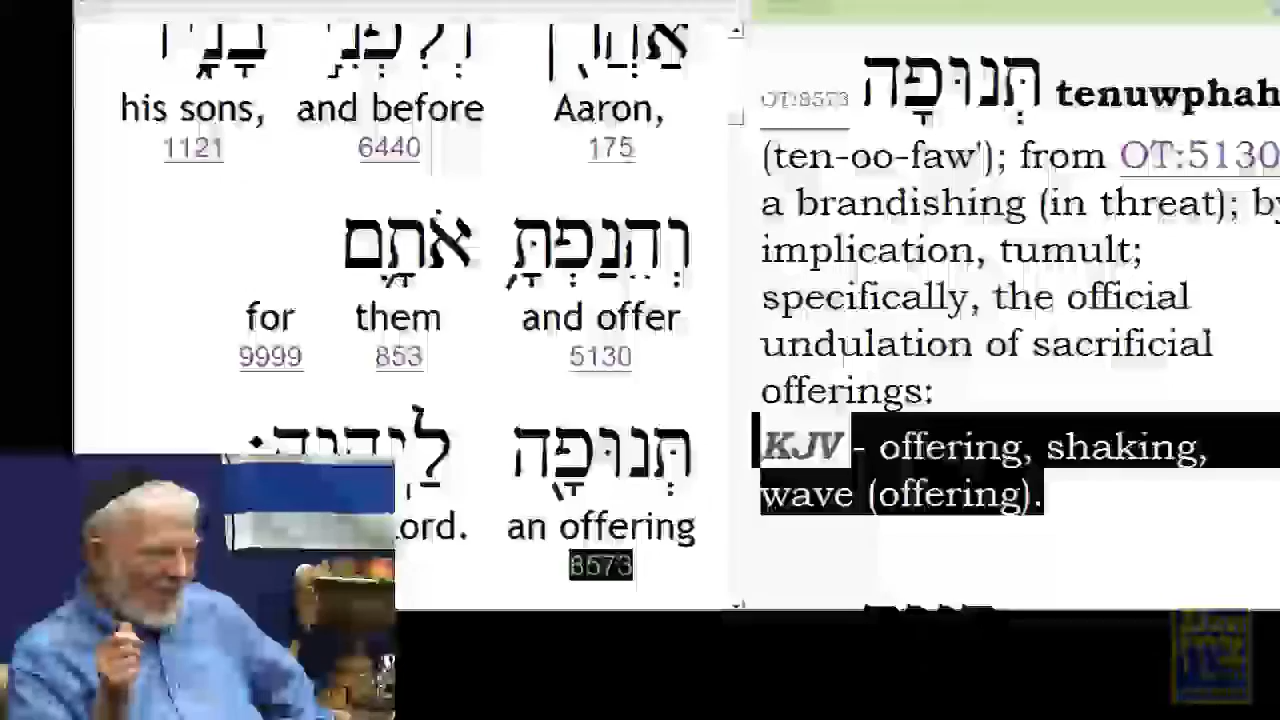 אַהֲרֹן וְלִפְנֵי בָנָיו
his sons, and before Aaron,
1121 6440 175
וְהֵנַפְתָּ אֹתָם
for them and offer
9999 853 5130
תְּנוּפָה לַיהוָה׃
ord. an offering
8573
OT:8573 תְּנוּפָה tenuwphah
(ten-oo-faw'); from OT:5130
a brandishing (in threat); by
implication, tumult;
specifically, the official
undulation of sacrificial
offerings:
KJV - offering, shaking,
wave (offering).